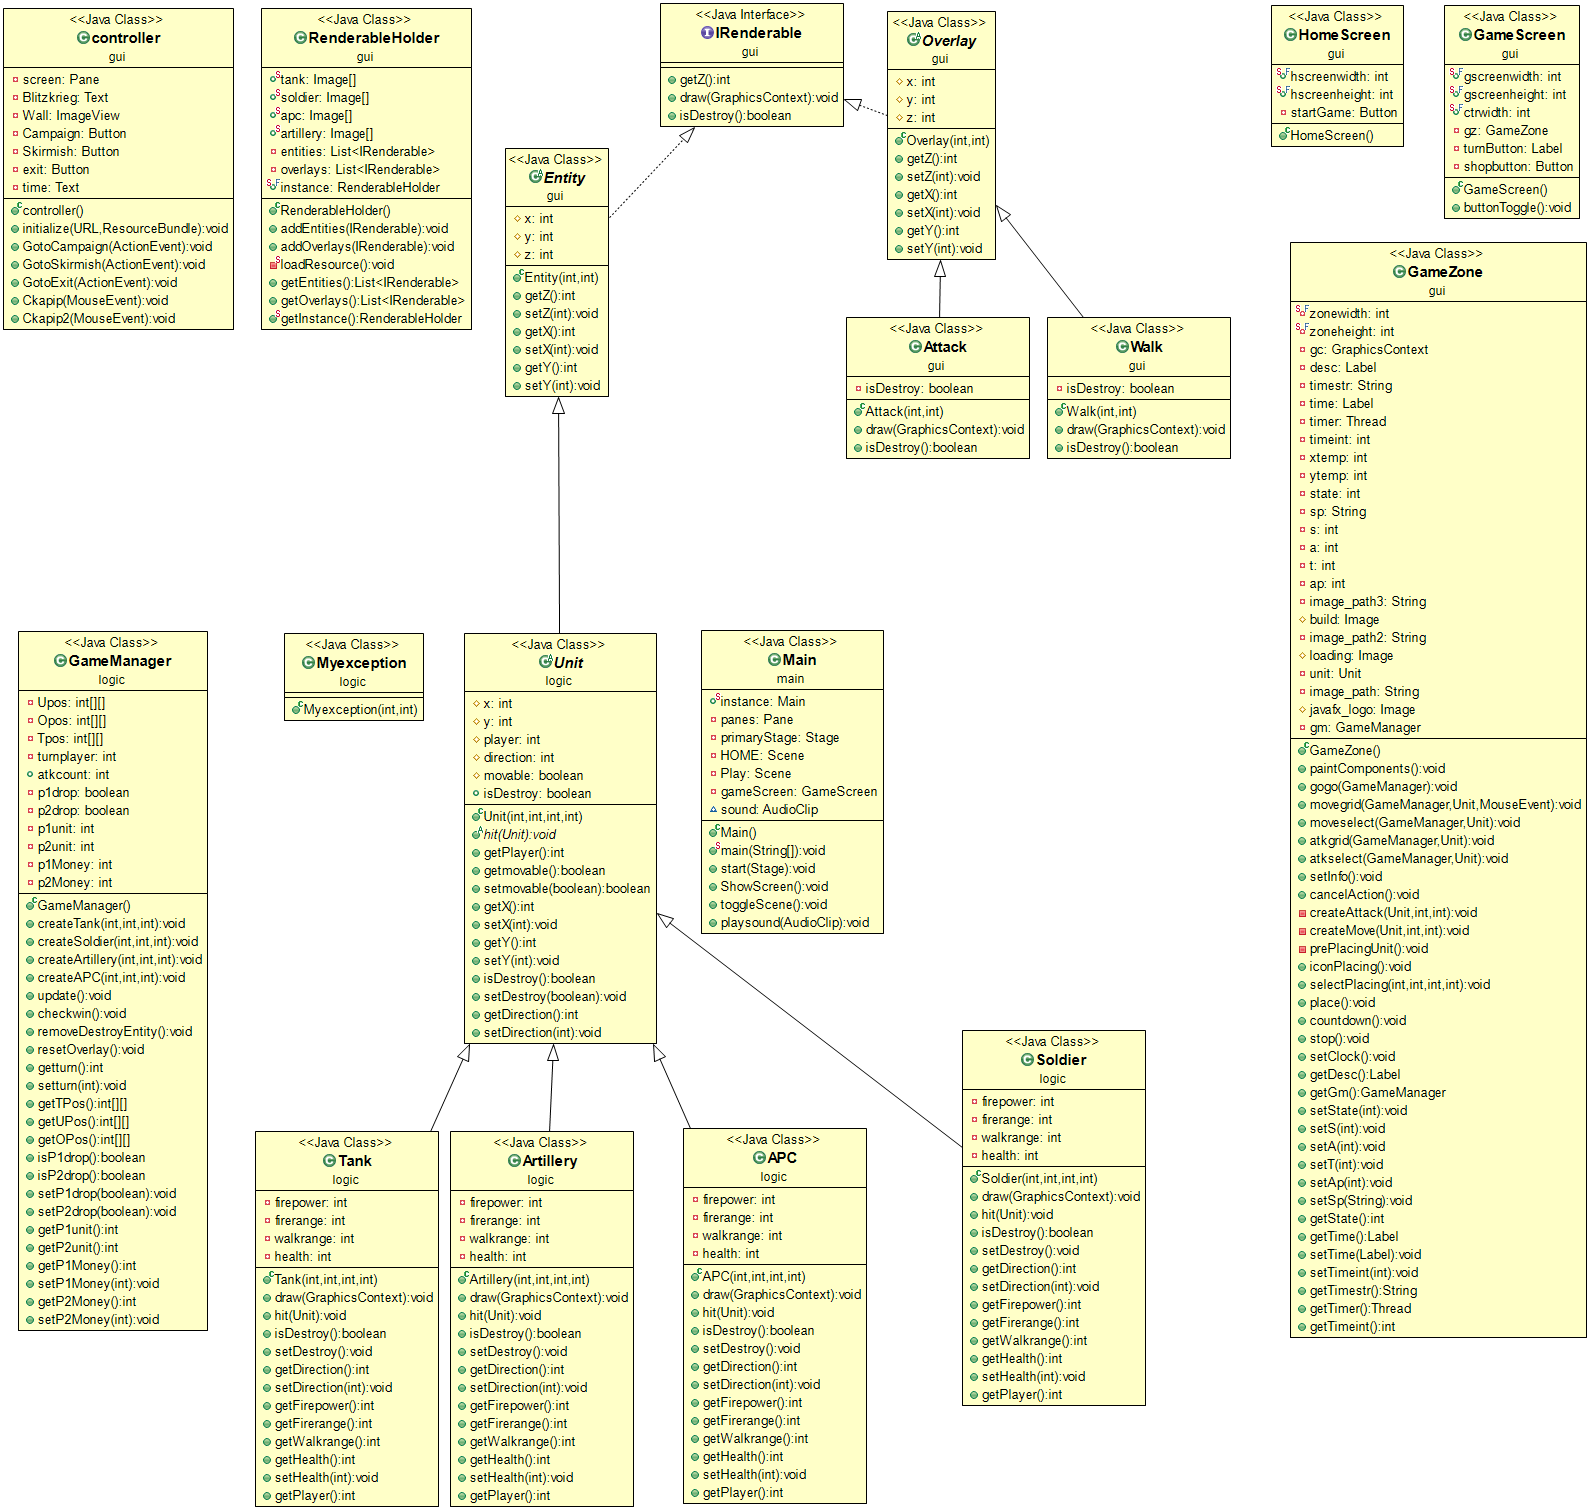 <<Java Class>>
controller
gui
screen: Pane
Blitzkrieg: Text
Wall: ImageView
Campaign: Button
Skirmish: Button
exit: Button
time: Text
controller()
initialize(URL,ResourceBundle):void
GotoCampaign(ActionEvent):void
GotoSkirmish(ActionEvent):void
GotoExit(ActionEvent):void
Ckapip(MouseEvent):void
Ckapip2(MouseEvent):void
<<Java Class>>
RenderableHolder
gui
tank: Image[]
soldier: Image[]
apc: Image[]
artillery: Image[]
entities: List<IRenderable>
overlays: List<IRenderable>
instance: RenderableHolder
RenderableHolder()
addEntities(IRenderable):void
addOverlays(IRenderable):void
loadResource():void
getEntities():List<IRenderable>
getOverlays():List<IRenderable>
getInstance():RenderableHolder
<<Java Interface>>
IRenderable
gui
getZ():int
draw(GraphicsContext):void
isDestroy():boolean
<<Java Class>>
Overlay
gui
x: int
y: int
z: int
Overlay(int,int)
getZ():int
setZ(int):void
getX():int
setX(int):void
getY():int
setY(int):void
<<Java Class>>
HomeScreen
gui
hscreenwidth: int
hscreenheight: int
startGame: Button
HomeScreen()
<<Java Class>>
GameScreen
gui
gscreenwidth: int
gscreenheight: int
ctrwidth: int
gz: GameZone
turnButton: Label
shopbutton: Button
GameScreen()
buttonToggle():void
<<Java Class>>
Entity
gui
x: int
y: int
z: int
Entity(int,int)
getZ():int
setZ(int):void
getX():int
setX(int):void
getY():int
setY(int):void
<<Java Class>>
Attack
gui
isDestroy: boolean
Attack(int,int)
draw(GraphicsContext):void
isDestroy():boolean
<<Java Class>>
Walk
gui
isDestroy: boolean
Walk(int,int)
draw(GraphicsContext):void
isDestroy():boolean
<<Java Class>>
GameZone
gui
zonewidth: int
zoneheight: int
gc: GraphicsContext
desc: Label
timestr: String
time: Label
timer: Thread
timeint: int
xtemp: int
ytemp: int
state: int
sp: String
s: int
a: int
t: int
ap: int
image_path3: String
build: Image
image_path2: String
loading: Image
unit: Unit
image_path: String
javafx_logo: Image
gm: GameManager
GameZone()
paintComponents():void
gogo(GameManager):void
movegrid(GameManager,Unit,MouseEvent):void
moveselect(GameManager,Unit):void
atkgrid(GameManager,Unit):void
atkselect(GameManager,Unit):void
setInfo():void
cancelAction():void
createAttack(Unit,int,int):void
createMove(Unit,int,int):void
prePlacingUnit():void
iconPlacing():void
selectPlacing(int,int,int,int):void
place():void
countdown():void
stop():void
setClock():void
getDesc():Label
getGm():GameManager
setState(int):void
setS(int):void
setA(int):void
setT(int):void
setAp(int):void
setSp(String):void
getState():int
getTime():Label
setTime(Label):void
setTimeint(int):void
getTimestr():String
getTimer():Thread
getTimeint():int
<<Java Class>>
GameManager
logic
Upos: int[][]
Opos: int[][]
Tpos: int[][]
turnplayer: int
atkcount: int
p1drop: boolean
p2drop: boolean
p1unit: int
p2unit: int
p1Money: int
p2Money: int
GameManager()
createTank(int,int,int):void
createSoldier(int,int,int):void
createArtillery(int,int,int):void
createAPC(int,int,int):void
update():void
checkwin():void
removeDestroyEntity():void
resetOverlay():void
getturn():int
setturn(int):void
getTPos():int[][]
getUPos():int[][]
getOPos():int[][]
isP1drop():boolean
isP2drop():boolean
setP1drop(boolean):void
setP2drop(boolean):void
getP1unit():int
getP2unit():int
getP1Money():int
setP1Money(int):void
getP2Money():int
setP2Money(int):void
<<Java Class>>
Myexception
logic
Myexception(int,int)
<<Java Class>>
Unit
logic
x: int
y: int
player: int
direction: int
movable: boolean
isDestroy: boolean
Unit(int,int,int,int)
hit(Unit):void
getPlayer():int
getmovable():boolean
setmovable(boolean):boolean
getX():int
setX(int):void
getY():int
setY(int):void
isDestroy():boolean
setDestroy(boolean):void
getDirection():int
setDirection(int):void
<<Java Class>>
Main
main
instance: Main
panes: Pane
primaryStage: Stage
HOME: Scene
Play: Scene
gameScreen: GameScreen
sound: AudioClip
Main()
main(String[]):void
start(Stage):void
ShowScreen():void
toggleScene():void
playsound(AudioClip):void
<<Java Class>>
Tank
logic
firepower: int
firerange: int
walkrange: int
health: int
Tank(int,int,int,int)
draw(GraphicsContext):void
hit(Unit):void
isDestroy():boolean
setDestroy():void
getDirection():int
setDirection(int):void
getFirepower():int
getFirerange():int
getWalkrange():int
getHealth():int
setHealth(int):void
getPlayer():int
<<Java Class>>
Artillery
logic
firepower: int
firerange: int
walkrange: int
health: int
Artillery(int,int,int,int)
draw(GraphicsContext):void
hit(Unit):void
isDestroy():boolean
setDestroy():void
getDirection():int
setDirection(int):void
getFirepower():int
getFirerange():int
getWalkrange():int
getHealth():int
setHealth(int):void
getPlayer():int
<<Java Class>>
APC
logic
firepower: int
firerange: int
walkrange: int
health: int
APC(int,int,int,int)
draw(GraphicsContext):void
hit(Unit):void
isDestroy():boolean
setDestroy():void
getDirection():int
setDirection(int):void
getFirepower():int
getFirerange():int
getWalkrange():int
getHealth():int
setHealth(int):void
getPlayer():int
<<Java Class>>
Soldier
logic
firepower: int
firerange: int
walkrange: int
health: int
Soldier(int,int,int,int)
draw(GraphicsContext):void
hit(Unit):void
isDestroy():boolean
setDestroy():void
getDirection():int
setDirection(int):void
getFirepower():int
getFirerange():int
getWalkrange():int
getHealth():int
setHealth(int):void
getPlayer():int